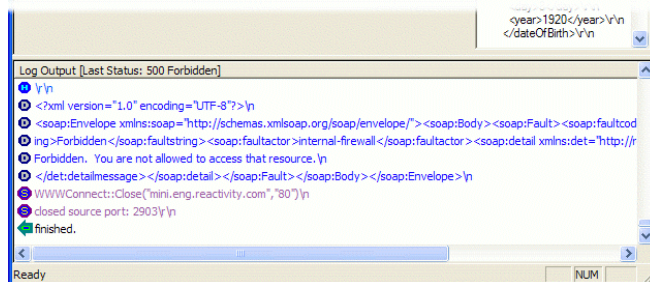 <year>1920</year>\r\n
</dateOfBirth>\r\n
Log Output [Last Status: 500 Forbidden]
H \r\n
D <?xml version="1.0" encoding="UTF-8"?>\n
D <soap:Envelope xmlns:soap="http://schemas.xmlsoap.org/soap/envelope/"><soap:Body><soap:Fault><soap:faultcod
D ing>Forbidden</soap:faultstring><soap:faultactor>internal-firewall</soap:faultactor><soap:detail xmlns:det="http://r
D Forbidden.  You are not allowed to access that resource.\n
D </det:detailmessage></soap:detail></soap:Fault></soap:Body></soap:Envelope>\n
S WWWConnect::Close("mini.eng.reactivity.com","80")\n
S closed source port: 2903\r\n
finished.
Ready
NUM